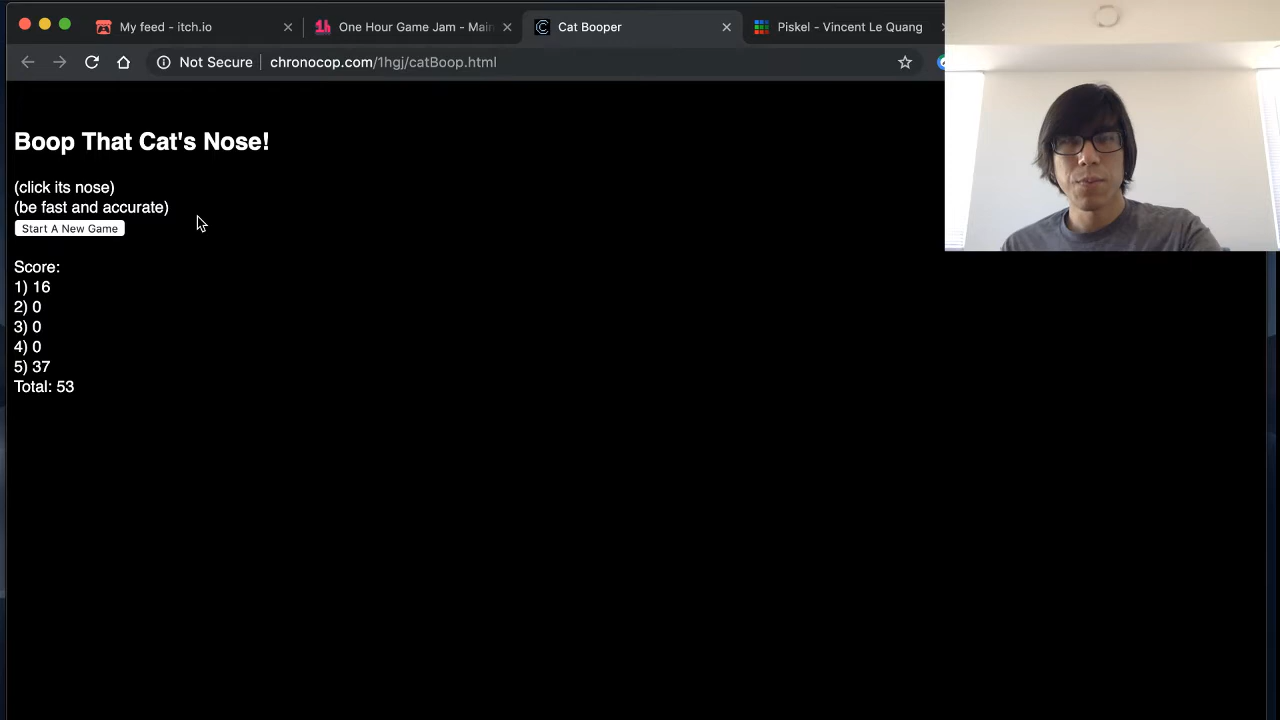 My feed - itch.io
One Hour Game Jam - Main
Cat Booper
Piskel - Vincent Le Quang
Not Secure
chronocop.com/1hgj/catBoop.html
Boop That Cat's Nose!
(click its nose)
(be fast and accurate)
Start A New Game
Score:
1) 16
2) 0
3) 0
4) 0
5) 37
Total: 53